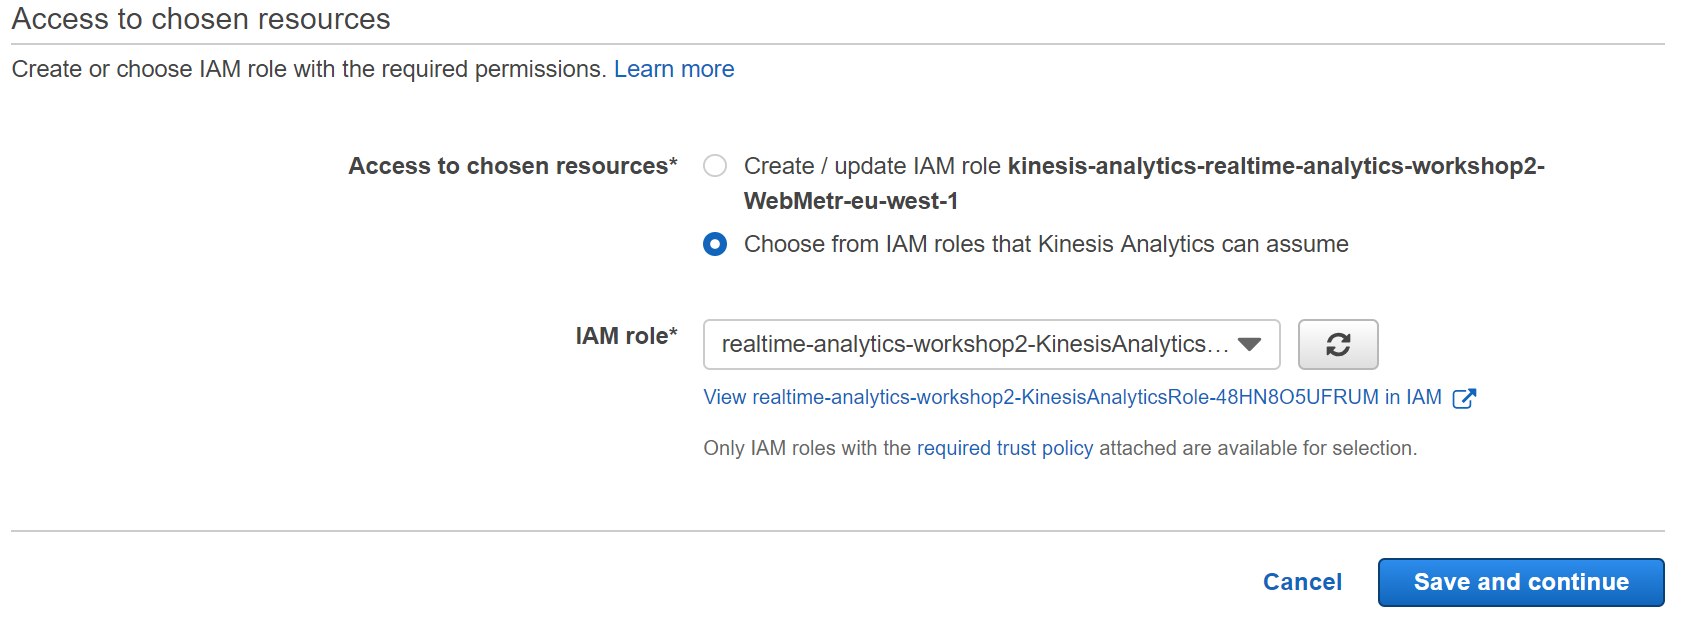 Access to chosen resources
Create or choose IAM role with the required permissions. Learn more
Access to chosen resources*
Create / update IAM role kinesis-analytics-realtime-analytics-workshop2-
WebMetr-eu-west-1
Choose from IAM roles that Kinesis Analytics can assume
IAM role*
realtime-analytics-workshop2-KinesisAnalytics...
View realtime-analytics-workshop2-KinesisAnalyticsRole-48HN8O5UFRUM in IAM
Only IAM roles with the required trust policy attached are available for selection.
Cancel
Save and continue